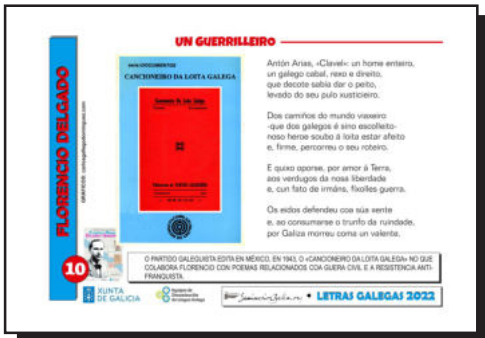 UN GUERRILLEIRO
FLORENCIO DELGADO
10
CANCIONEIRO DA LOITA GALEGA
Antón Arias, «Clavel»: un home enteiro,
un galego cabal, rexo e direito,
que decote sabía dar o peito,
levado do seu pulo xusticieiro.
Dos camiños do mundo viaxeiro
-que dos galegos é sino escolleito-
noso heroe soubo á loita estar afeito
e, firme, percorreu o seu roteiro.
E quixo oporse, por amor á Terra,
aos verdugos da nosa liberdade
e, cun fato de irmáns, fixolles guerra.
Os eidos defendeu coa súa xente
e, ao consumarse o trunfo da ruindade,
por Galiza morreu coma un valente.
O PARTIDO GALEGUISTA EDITA EN MÉXICO, EN 1943, O «CANCIONEIRO DA LOITA GALEGA» NO QUE
COLABORA FLORENCIO CON POEMAS RELACIONADOS COA GUERA CIVIL E A RESISTENCIA ANTI-
FRANQUISTA.
XUNTA
DE GALICIA
• LETRAS GALEGAS 2022